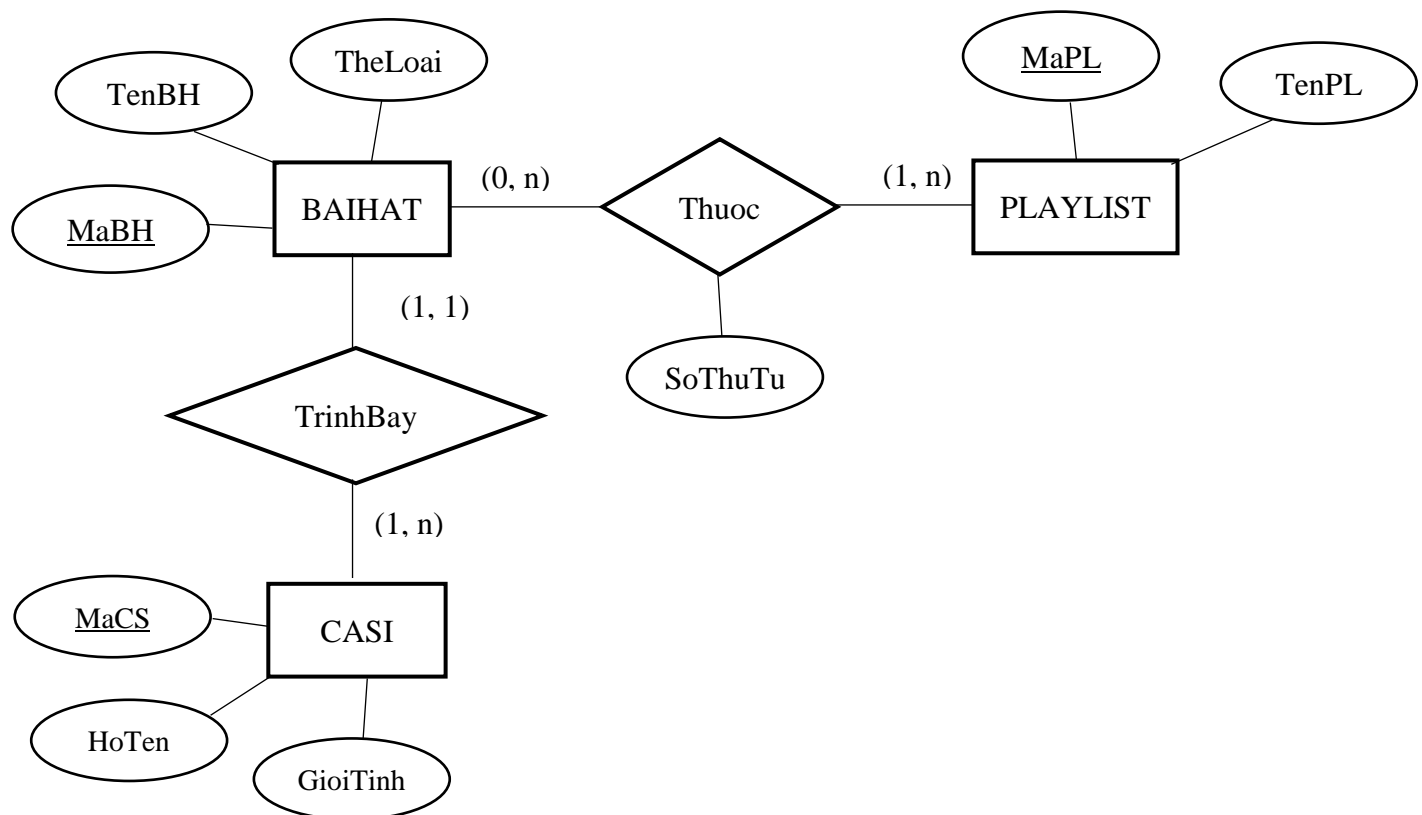 TheLoai
MaPL
TenBH
TenPL
(0, n)
(1, n)
BAIHAT
Thuoc
PLAYLIST
MaBH
(1, 1)
SoThuTu
TrinhBay
(1, n)
MaCS
CASI
HoTen
GioiTinh